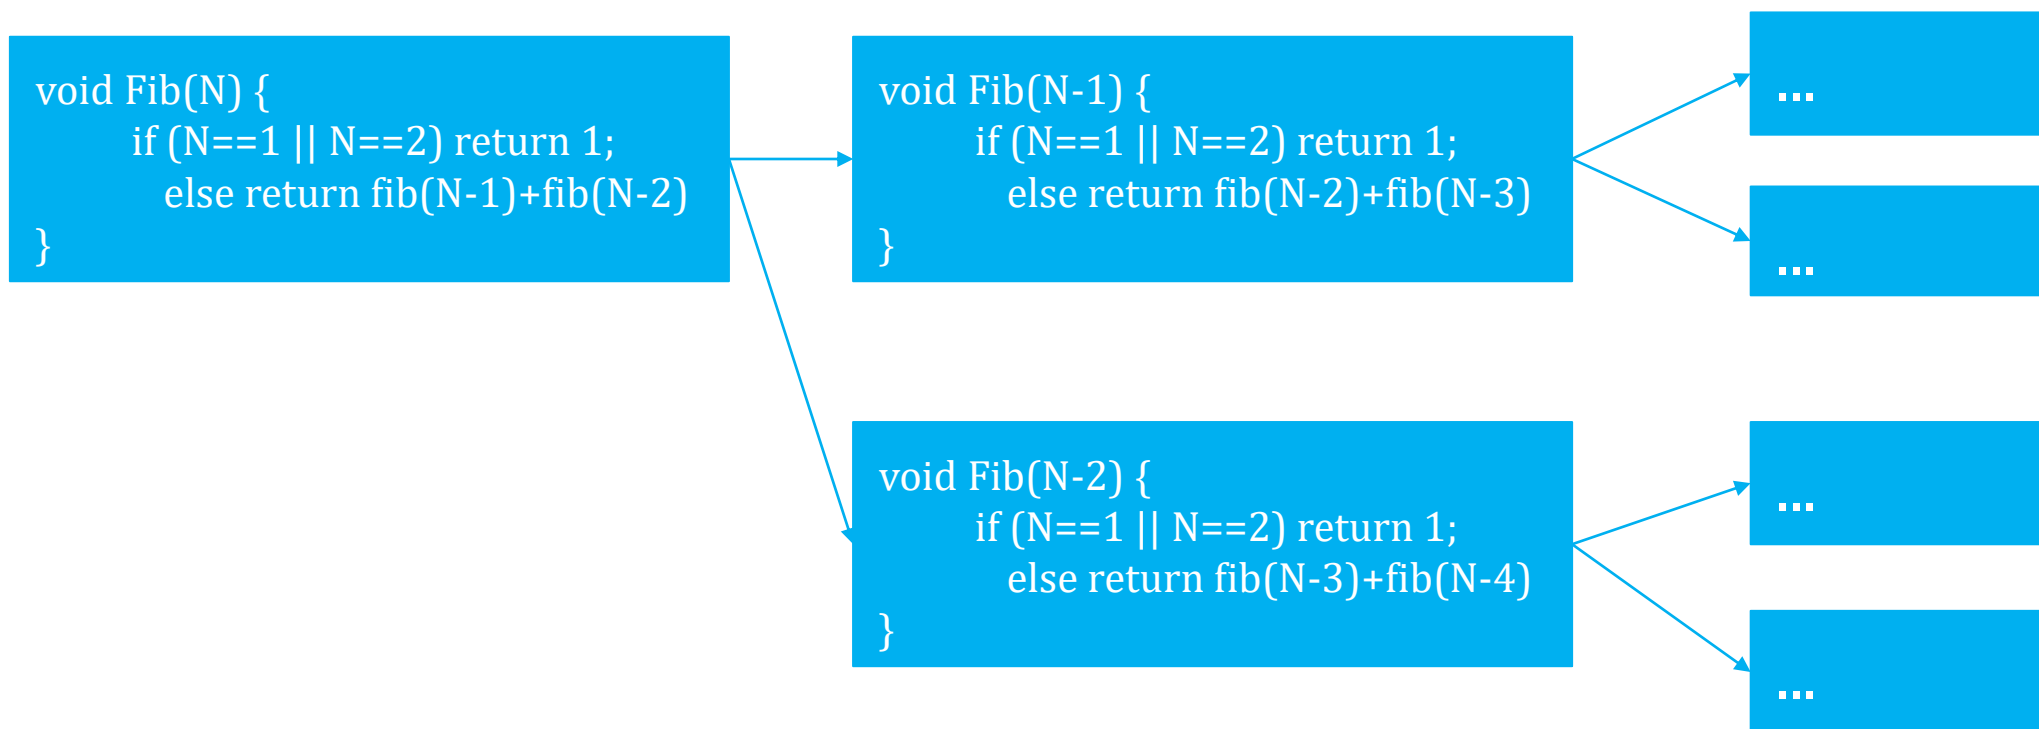 void Fib(N) {
if (N==1 || N==2) return 1;
else return fib(N-1)+fib(N-2)
}
void Fib(N-1) {
if (N==1 || N==2) return 1;
else return fib(N-2)+fib(N-3)
}
...
...
void Fib(N-2) {
if (N==1 || N==2) return 1;
else return fib(N-3)+fib(N-4)
}
...
...